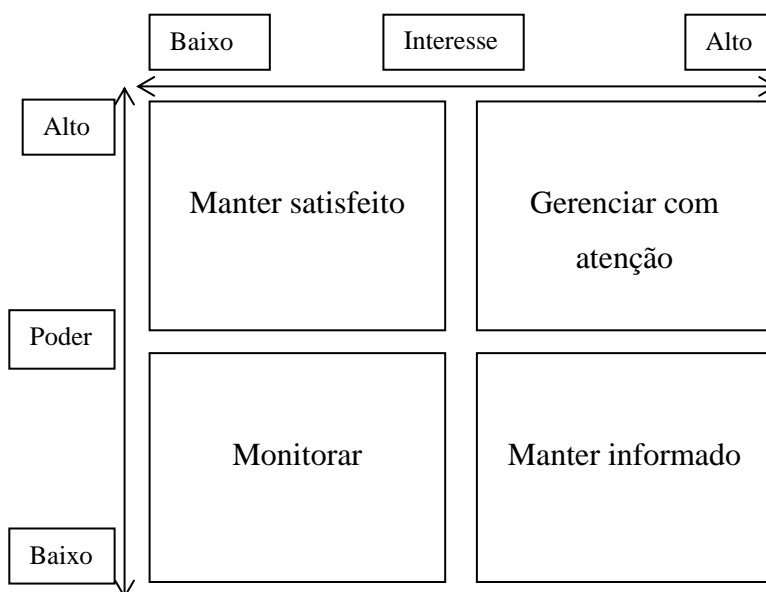 Baixo Interesse Alto
Alto
Manter satisfeito
Gerenciar com
atenção
Poder
Monitorar
Manter informado
Baixo